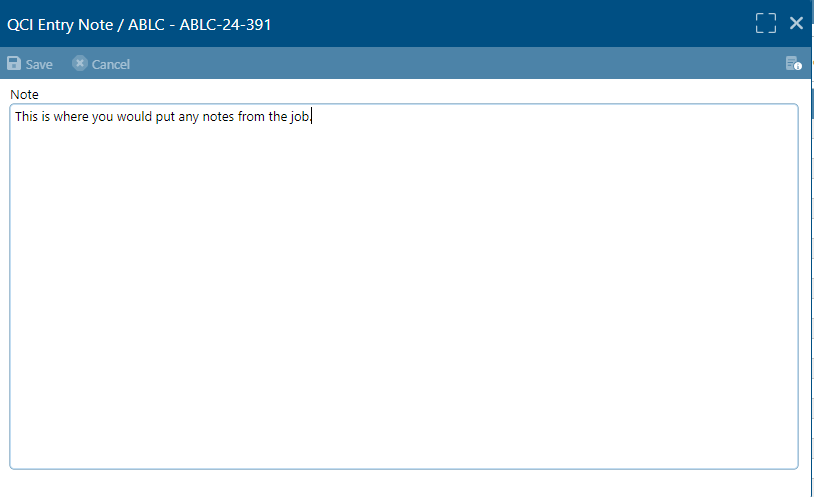 QCI Entry Note / ABLC - ABLC-24-391
Save Cancel
Note
This is where you would put any notes from the job.